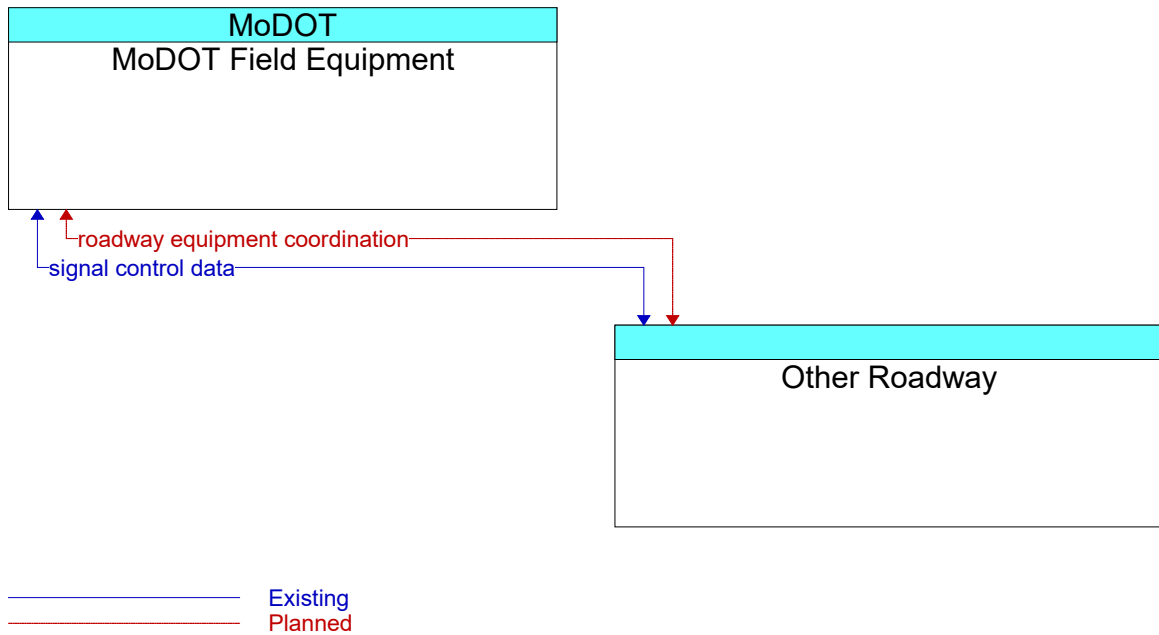 MoDOT
MoDOT Field Equipment
roadway equipment coordination
signal control data
Other Roadway
Existing
Planned